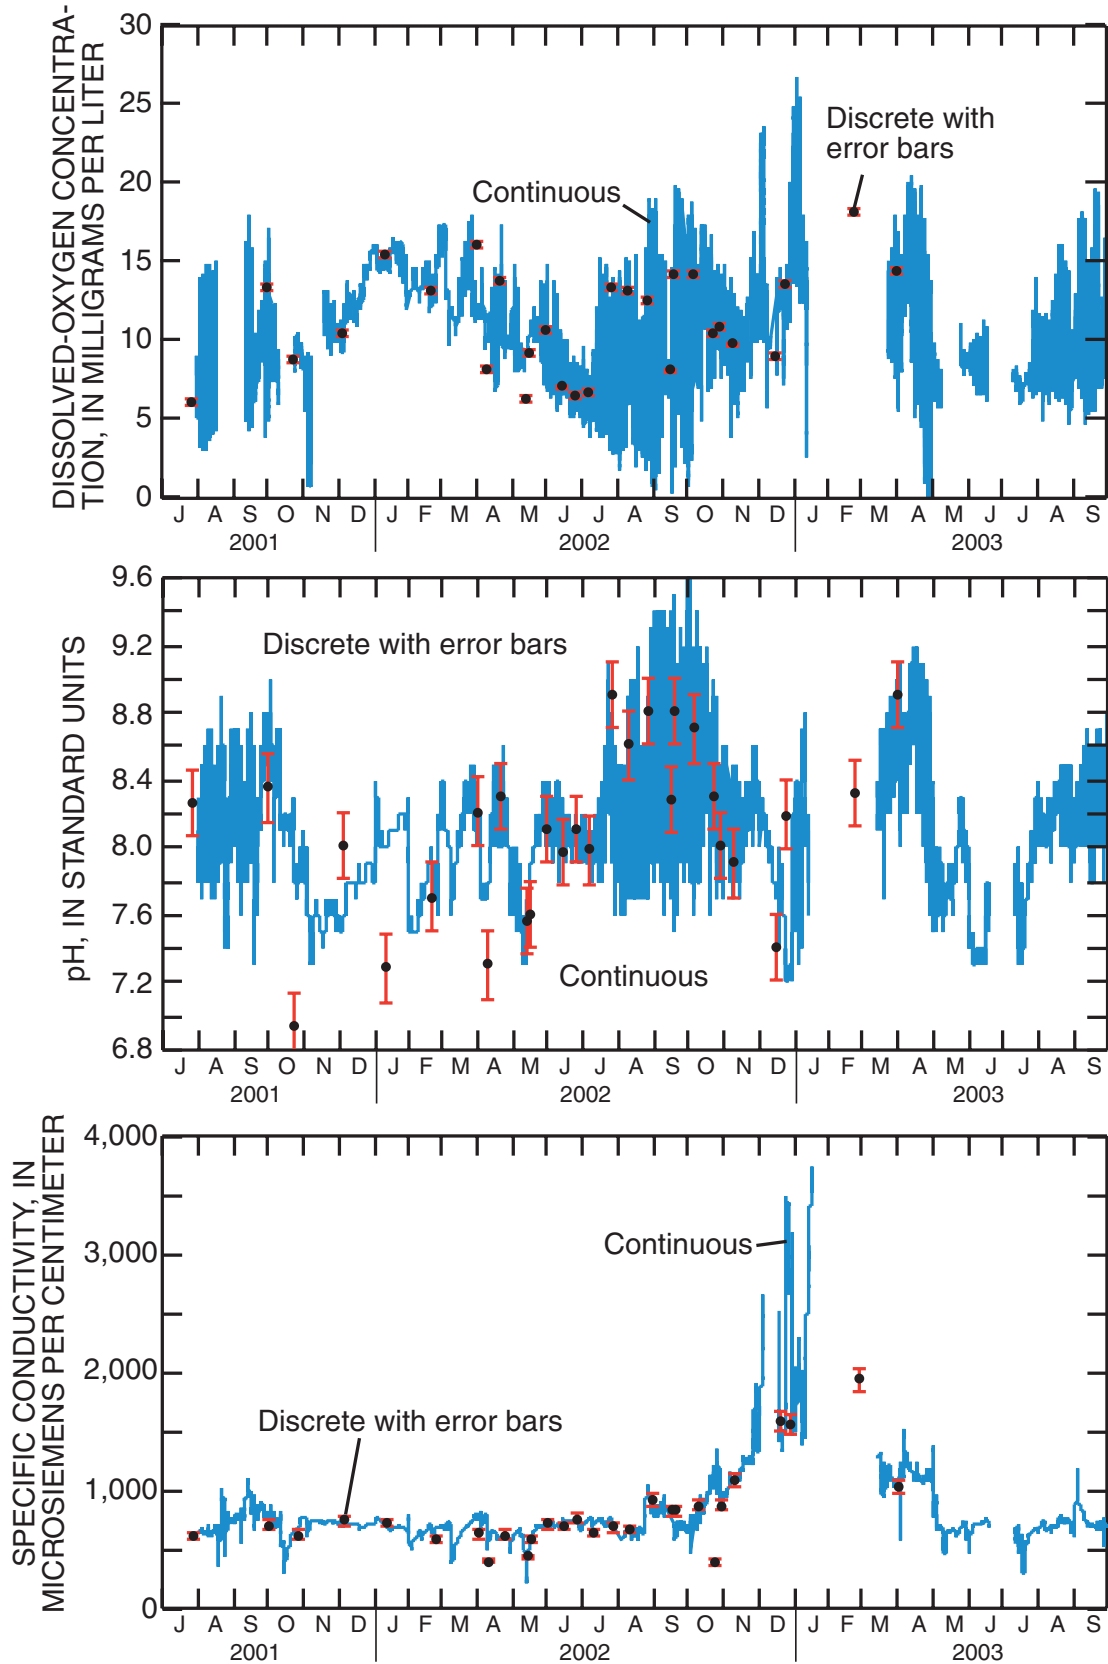 DISSOLVED-OXYGEN CONCENTRA-
TION, IN MILLIGRAMS PER LITER
30
25
20
15
10
5
0
Continuous
Discrete with
error bars
J A S O N D J F M A M J J A S O N D J F M A M J J A S
2001 2002 2003
pH, IN STANDARD UNITS
9.6
9.2
8.8
8.4
8.0
7.6
7.2
6.8
Discrete with error bars
Continuous
J A S O N D J F M A M J J A S O N D J F M A M J J A S
2001 2002 2003
SPECIFIC CONDUCTIVITY, IN
MICROSIEMENS PER CENTIMETER
4,000
3,000
2,000
1,000
0
Continuous
Discrete with error bars
J A S O N D J F M A M J J A S O N D J F M A M J J A S
2001 2002 2003